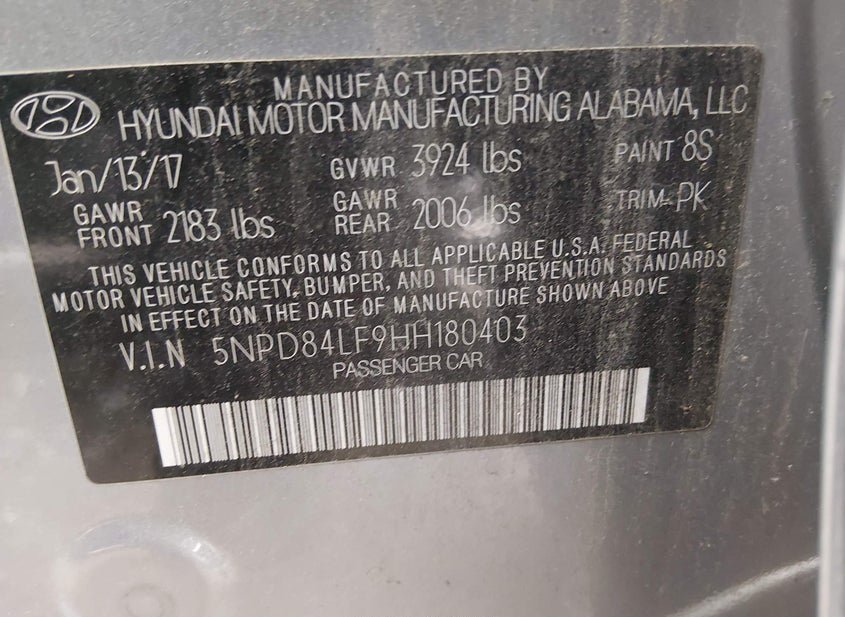 MANUFACTURED BY
HYUNDAI MOTOR MANUFACTURING ALABAMA, LLC
Jan/13/17 GVWR 3924 lbs PAINT 8S
GAWR FRONT 2183 lbs GAWR REAR 2006 lbs TRIM PK
THIS VEHICLE CONFORMS TO ALL APPLICABLE U.S.A. FEDERAL
MOTOR VEHICLE SAFETY, BUMPER, AND THEFT PREVENTION STANDARDS
IN EFFECT ON THE DATE OF MANUFACTURE SHOWN ABOVE
V.I.N 5NPD84LF9HH180403
PASSENGER CAR